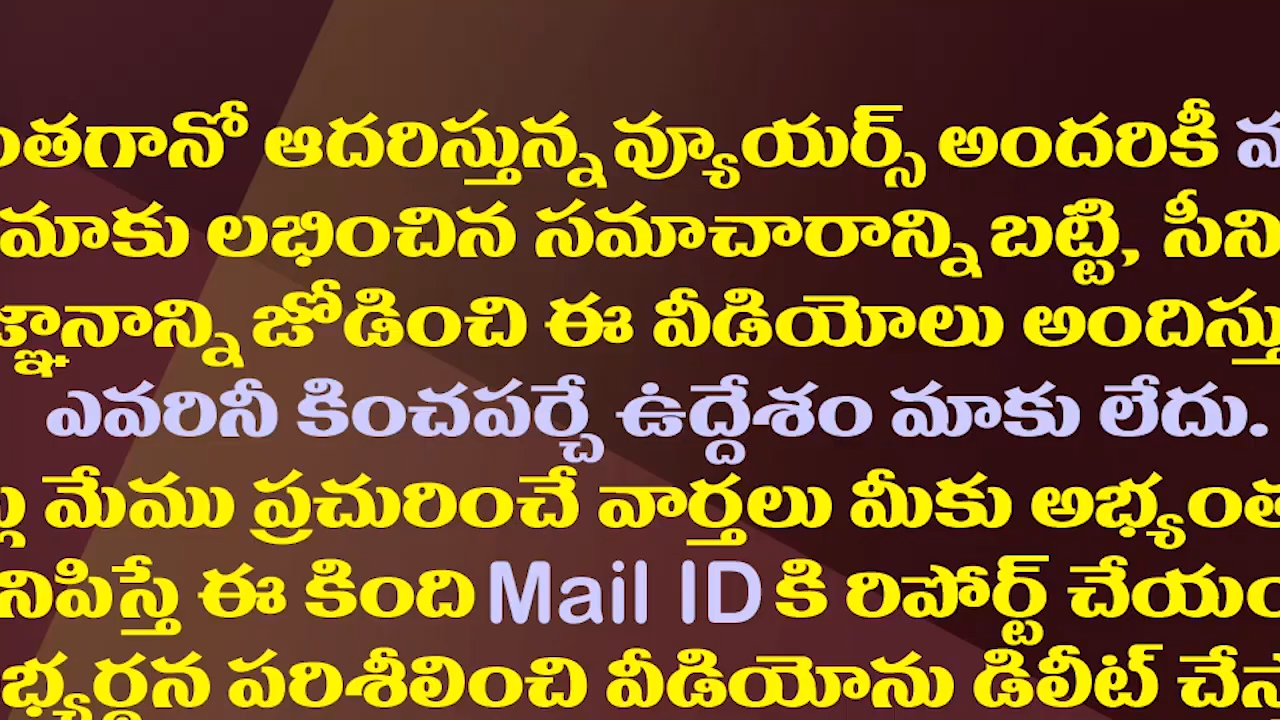 ఆదరిస్తున్న వ్యూయర్స్ అందరికీ
మాకు లభించిన సమాచారాన్ని బట్టి,
జోడించి ఈ వీడియోలు
ఎవరినీ కించపర్చే ఉద్దేశం మాకు లేదు.
మేము ప్రచురించే వార్తలు మీకు
ఈ కింది Mail ID కి రిపోర్ట్
పరిశీలించి వీడియోను డిలీట్